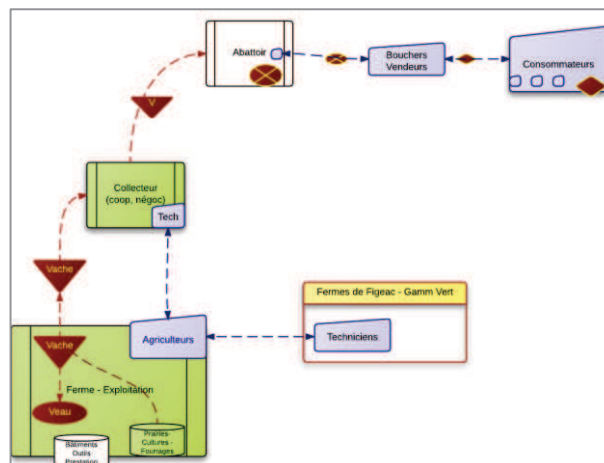 Abattoir
Bouchers
Vendeurs
Consommateurs
V
Collecteur
(coop, négoc)
Tech
Vache
Fermes de Figeac - Gamm Vert
Agriculteurs
Techniciens
Vache
Ferme - Exploitation
Veau
Prairies-
Cultures -
Fourrages
Bâtiments
Outils
Prestation